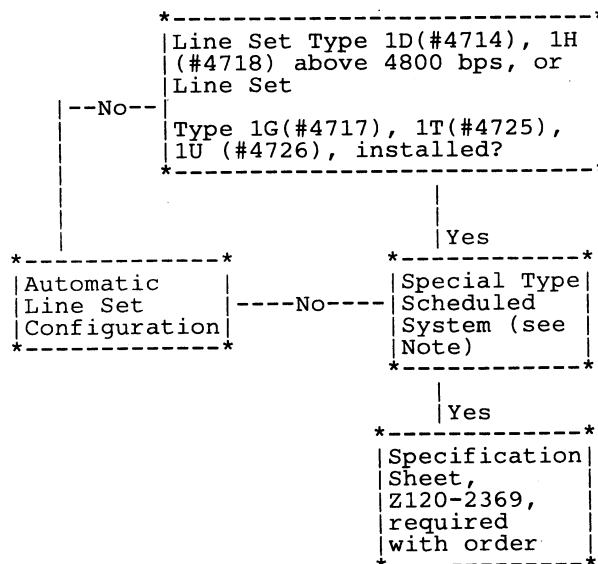 Line Set Type 1D(#4714), 1H
(#4718) above 4800 bps, or
Line Set
--No--
Type 1G(#4717), 1T(#4725),
1U (#4726), installed?
Yes
Automatic
Line Set
Configuration
----No----
Special Type
Scheduled
System (see
Note)
Yes
Specification
Sheet,
Z120-2369,
required
with order